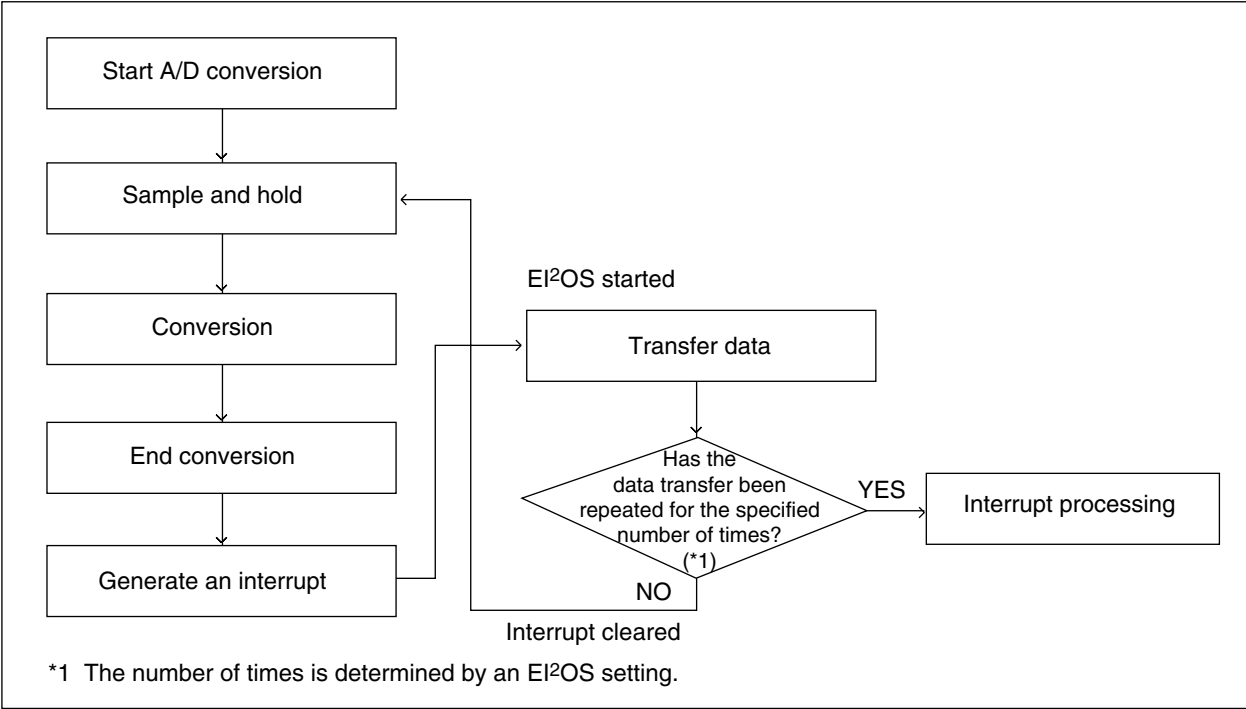 Start A/D conversion
Sample and hold
Conversion
End conversion
Generate an interrupt
EI²OS started
Transfer data
Has the
data transfer been
repeated for the specified
number of times?
(*1)
YES
Interrupt processing
NO
Interrupt cleared
*1 The number of times is determined by an EI²OS setting.